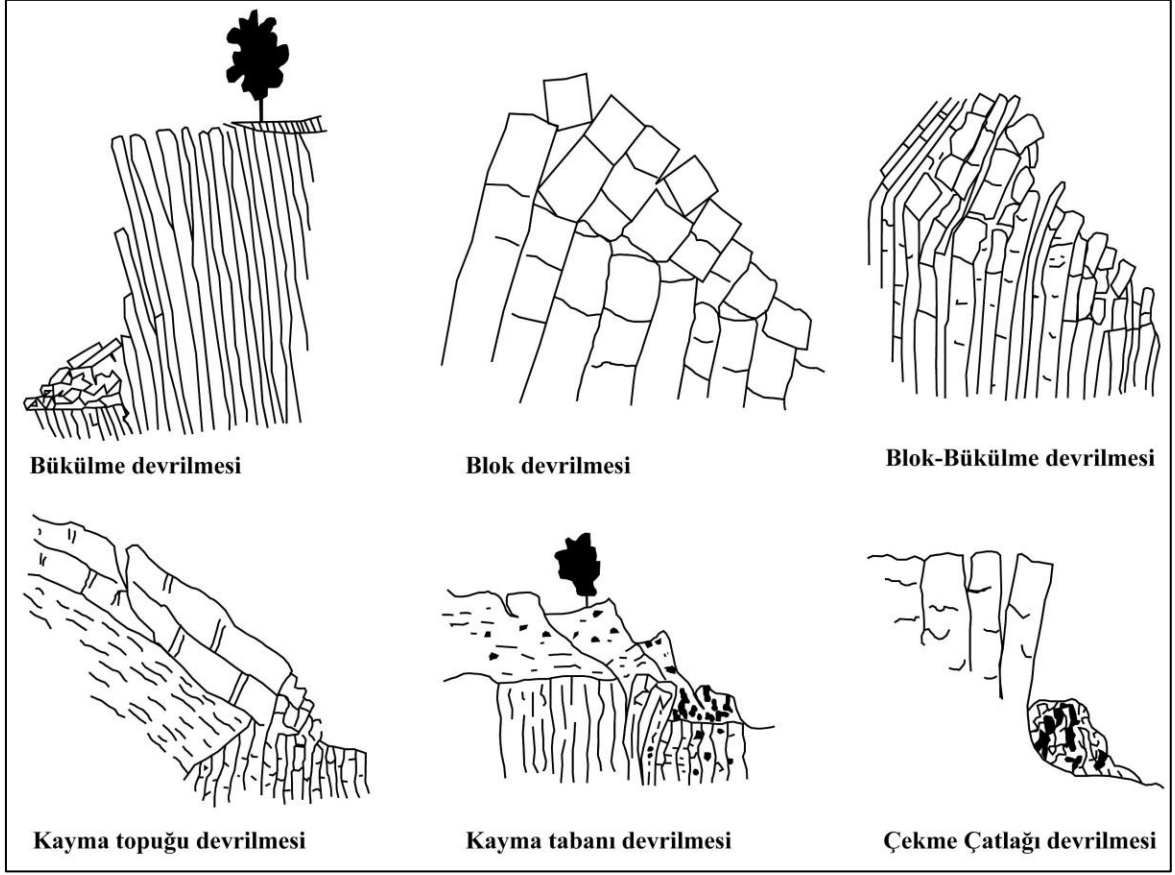 Bükülme devrilmesi
Blok devrilmesi
Blok-Bükülme devrilmesi
Kayma topuğu devrilmesi
Kayma tabanı devrilmesi
Çekme Çatlağı devrilmesi